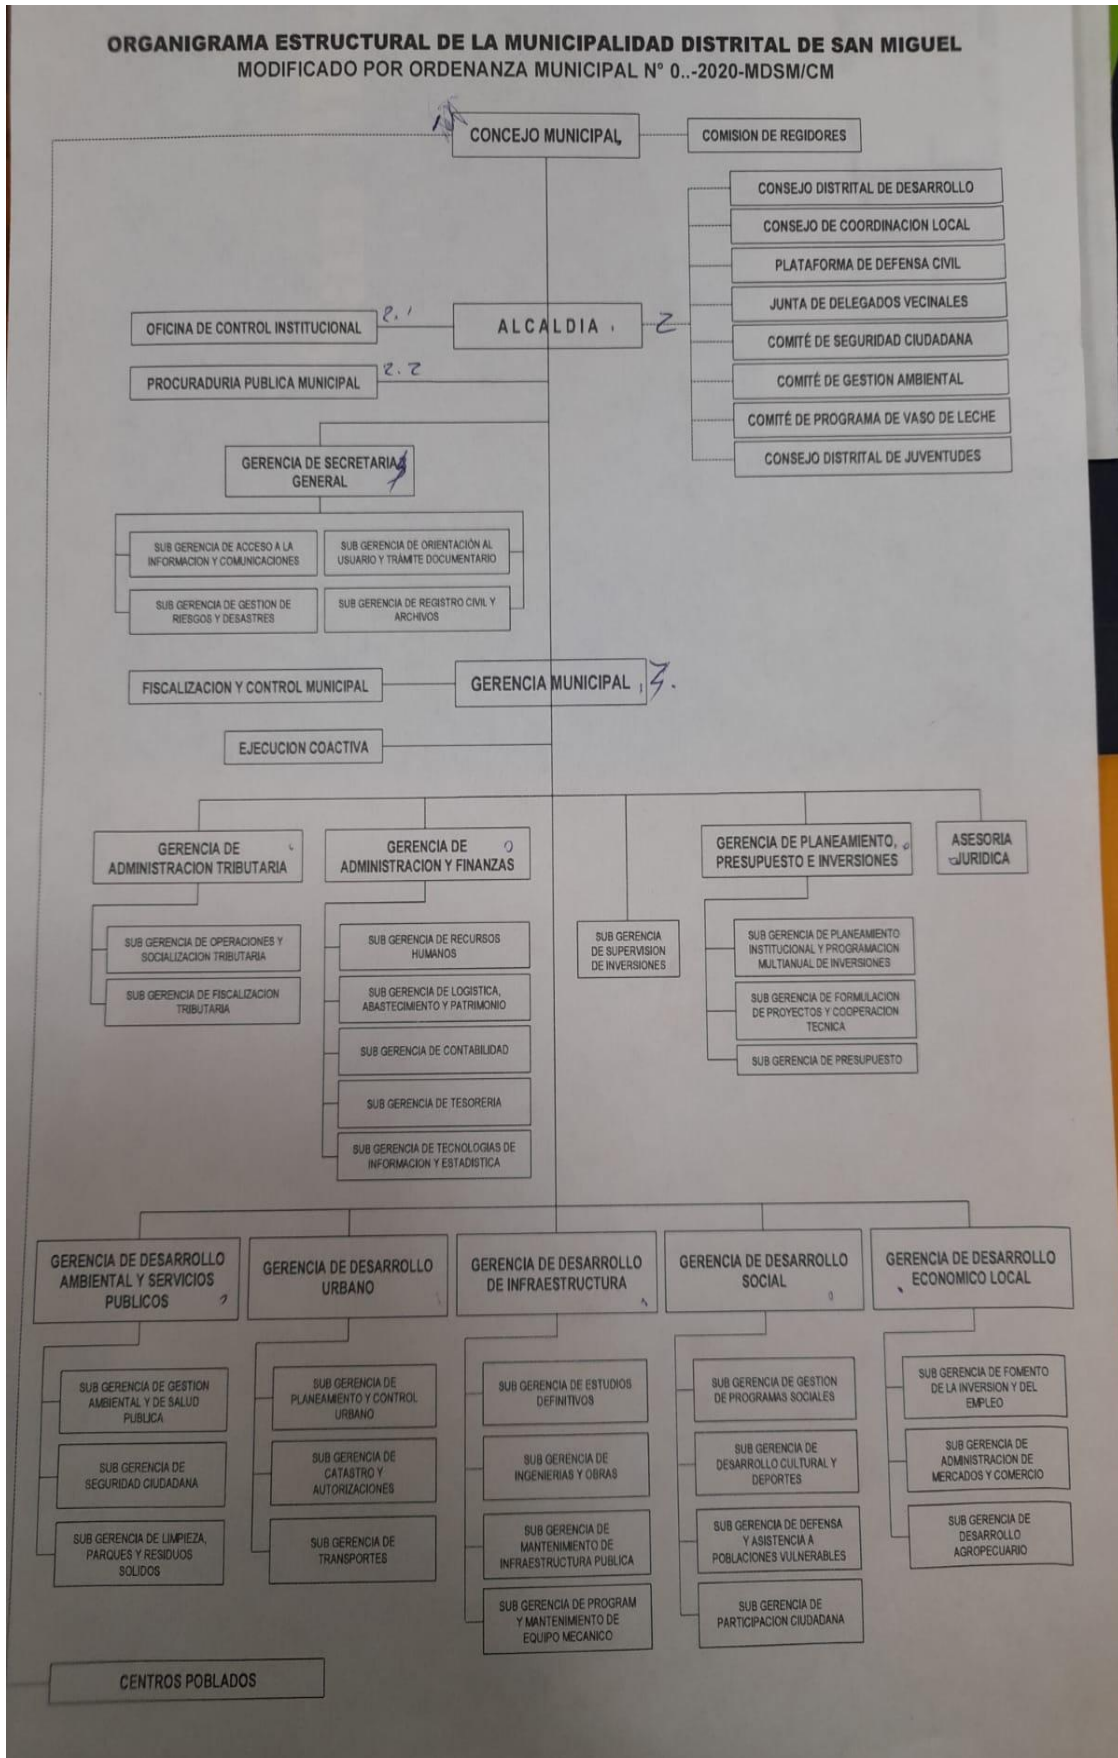 ORGANIGRAMA ESTRUCTURAL DE LA MUNICIPALIDAD DISTRITAL DE SAN MIGUEL
MODIFICADO POR ORDENANZA MUNICIPAL N° 0..-2020-MDSM/CM
CONCEJO MUNICIPAL
COMISION DE REGIDORES
CONSEJO DISTRITAL DE DESARROLLO
CONSEJO DE COORDINACION LOCAL
PLATAFORMA DE DEFENSA CIVIL
JUNTA DE DELEGADOS VECINALES
COMITÉ DE SEGURIDAD CIUDADANA
COMITÉ DE GESTION AMBIENTAL
COMITÉ DE PROGRAMA DE VASO DE LECHE
CONSEJO DISTRITAL DE JUVENTUDES
OFICINA DE CONTROL INSTITUCIONAL
2.1
ALCALDIA
2
PROCURADURIA PUBLICA MUNICIPAL
2.2
GERENCIA DE SECRETARIA
GENERAL
SUB GERENCIA DE ACCESO A LA
INFORMACION Y COMUNICACIONES
SUB GERENCIA DE ORIENTACIÓN AL
USUARIO Y TRÁMITE DOCUMENTARIO
SUB GERENCIA DE GESTION DE
RIESGOS Y DESASTRES
SUB GERENCIA DE REGISTRO CIVIL Y
ARCHIVOS
FISCALIZACION Y CONTROL MUNICIPAL
GERENCIA MUNICIPAL
3.
EJECUCION COACTIVA
GERENCIA DE
ADMINISTRACION TRIBUTARIA
GERENCIA DE
ADMINISTRACION Y FINANZAS
GERENCIA DE PLANEAMIENTO,
PRESUPUESTO E INVERSIONES
ASESORIA
JURIDICA
SUB GERENCIA DE OPERACIONES Y
SOCIALIZACION TRIBUTARIA
SUB GERENCIA DE FISCALIZACION
TRIBUTARIA
SUB GERENCIA DE RECURSOS
HUMANOS
SUB GERENCIA DE LOGISTICA,
ABASTECIMIENTO Y PATRIMONIO
SUB GERENCIA DE CONTABILIDAD
SUB GERENCIA DE TESORERIA
SUB GERENCIA DE TECNOLOGIAS DE
INFORMACION Y ESTADISTICA
SUB GERENCIA
DE SUPERVISION
DE INVERSIONES
SUB GERENCIA DE PLANEAMIENTO
INSTITUCIONAL Y PROGRAMACION
MULTIANUAL DE INVERSIONES
SUB GERENCIA DE FORMULACION
DE PROYECTOS Y COOPERACION
TECNICA
SUB GERENCIA DE PRESUPUESTO
GERENCIA DE DESARROLLO
AMBIENTAL Y SERVICIOS
PUBLICOS
GERENCIA DE DESARROLLO
URBANO
GERENCIA DE DESARROLLO
DE INFRAESTRUCTURA
GERENCIA DE DESARROLLO
SOCIAL
GERENCIA DE DESARROLLO
ECONOMICO LOCAL
SUB GERENCIA DE GESTION
AMBIENTAL Y DE SALUD
PUBLICA
SUB GERENCIA DE
SEGURIDAD CIUDADANA
SUB GERENCIA DE LIMPIEZA,
PARQUES Y RESIDUOS
SOLIDOS
SUB GERENCIA DE
PLANEAMIENTO Y CONTROL
URBANO
SUB GERENCIA DE
CATASTRO Y
AUTORIZACIONES
SUB GERENCIA DE
TRANSPORTES
SUB GERENCIA DE ESTUDIOS
DEFINITIVOS
SUB GERENCIA DE
INGENIERIAS Y OBRAS
SUB GERENCIA DE
MANTENIMIENTO DE
INFRAESTRUCTURA PUBLICA
SUB GERENCIA DE PROGRAM
Y MANTENIMIENTO DE
EQUIPO MECANICO
SUB GERENCIA DE GESTION
DE PROGRAMAS SOCIALES
SUB GERENCIA DE
DESARROLLO CULTURAL Y
DEPORTES
SUB GERENCIA DE DEFENSA
Y ASISTENCIA A
POBLACIONES VULNERABLES
SUB GERENCIA DE
PARTICIPACION CIUDADANA
SUB GERENCIA DE FOMENTO
DE LA INVERSION Y DEL
EMPLEO
SUB GERENCIA DE
ADMINISTRACION DE
MERCADOS Y COMERCIO
SUB GERENCIA DE
DESARROLLO
AGROPECUARIO
CENTROS POBLADOS